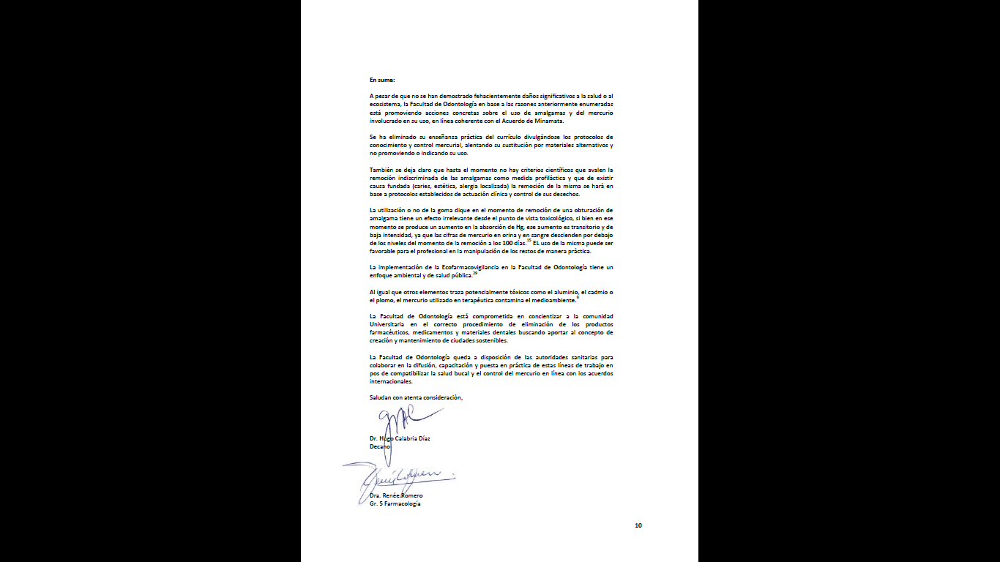 En suma:
A pesar de que no se han demostrado fehacientemente daños significativos a la salud o al
ecosistema, la Facultad de Odontología en base a las razones anteriormente enumeradas
está promoviendo acciones concretas sobre el uso de amalgamas y del mercurio
involucrado en su uso, en línea coherente con el Acuerdo de Minamata.
Se ha eliminado su enseñanza práctica del currículo divulgándose los protocolos de
conocimiento y control mercurial, alentando su sustitución por materiales alternativos y
no promoviendo o indicando su uso.
También se deja claro que hasta el momento no hay criterios científicos que avalen la
remoción indiscriminada de las amalgamas como medida profiláctica y que de existir
causa fundada (caries, estética, alergia localizada) la remoción de la misma se hará en
base a protocolos establecidos de actuación clínica y control de sus desechos.
La utilización o no de la goma dique en el momento de remoción de una obturación de
amalgama tiene un efecto irrelevante desde el punto de vista toxicológico, si bien en ese
momento se produce un aumento en la absorción de Hg, ese aumento es transitorio y de
baja intensidad, ya que las cifras de mercurio en orina y en sangre descienden por debajo
de los niveles del momento de la remoción a los 100 días.15 EL uso de la misma puede ser
favorable para el profesional en la manipulación de los restos de manera práctica.
La implementación de la Ecofarmacovigilancia en la Facultad de Odontología tiene un
enfoque ambiental y de salud pública.29
Al igual que otros elementos traza potencialmente tóxicos como el aluminio, el cadmio o
el plomo, el mercurio utilizado en terapéutica contamina el medioambiente.9
La Facultad de Odontología está comprometida en concientizar a la comunidad
Universitaria en el correcto procedimiento de eliminación de los productos
farmacéuticos, medicamentos y materiales dentales buscando aportar al concepto de
creación y mantenimiento de ciudades sostenibles.
La Facultad de Odontología queda a disposición de las autoridades sanitarias para
colaborar en la difusión, capacitación y puesta en práctica de estas líneas de trabajo en
pos de compatibilizar la salud bucal y el control del mercurio en línea con los acuerdos
internacionales.
Saludan con atenta consideración,
Dr. Hugo Calabria Díaz
Decano
Dra. Renée Romero
Gr. 5 Farmacología
10